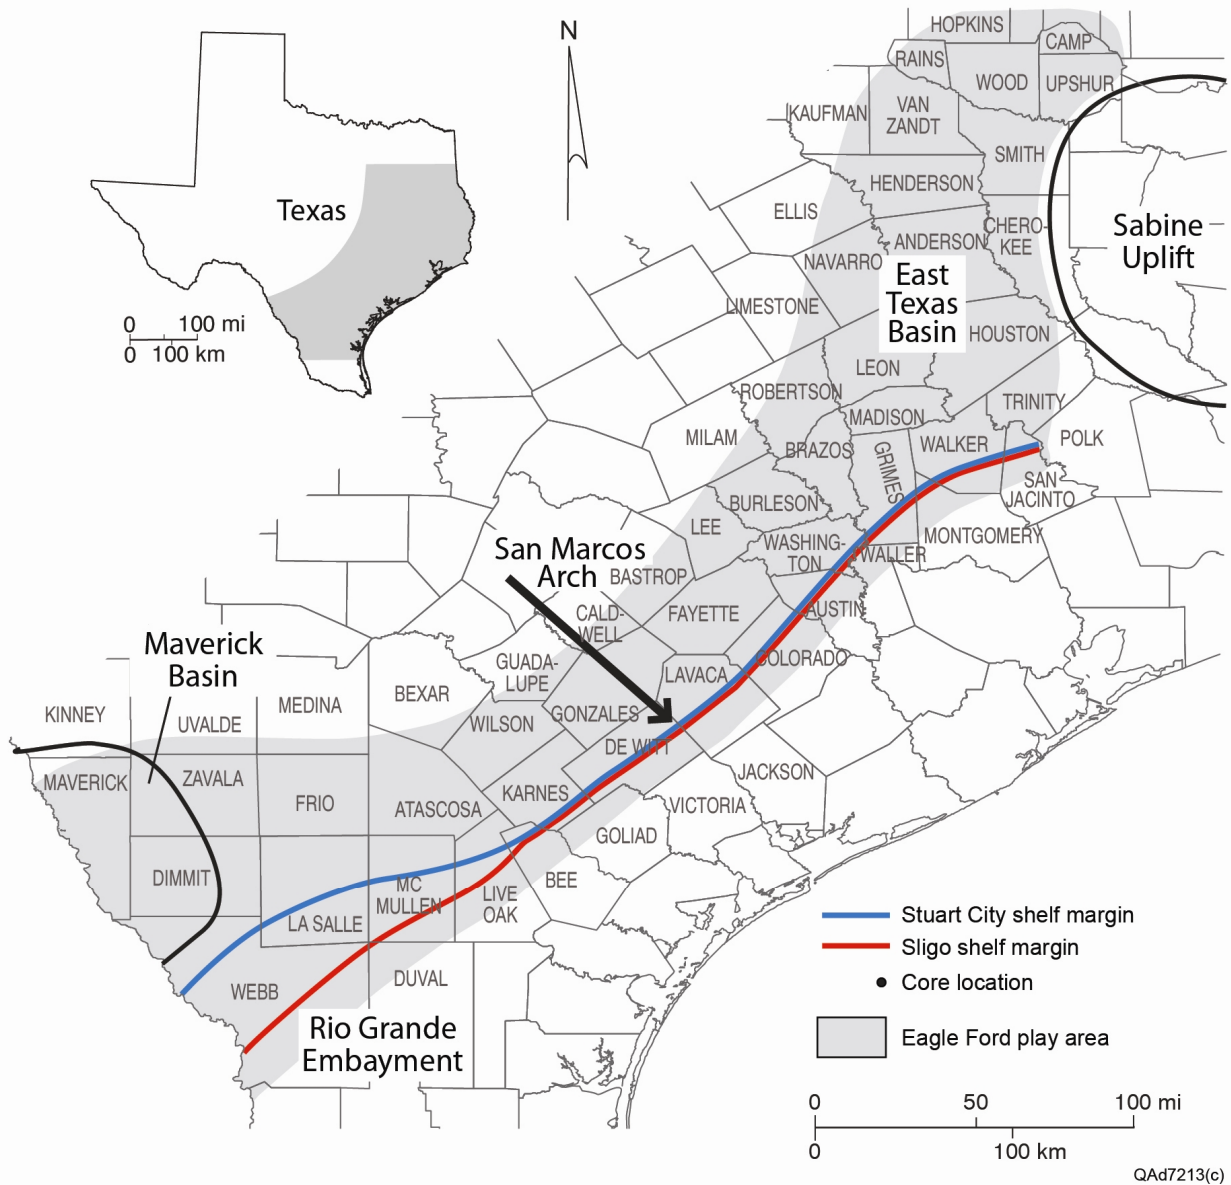 Texas
0 100 mi
0 100 km
N
HOPKINS
CAMP
RAINS
WOOD
UPSHUR
KAUFMAN
VAN
ZANDT
SMITH
HENDERSON
ELLIS
CHERO-
KEE
ANDERSON
NAVARRO
Sabine
Uplift
East
Texas
Basin
LIMESTONE
HOUSTON
LEON
ROBERTSON
MADISON
TRINITY
MILAM
BRAZOS
GRIMES
WALKER
POLK
SAN
JACINTO
BURLESON
LEE
WASHING-
TON
WALLER
MONTGOMERY
San Marcos
Arch
BASTROP
CALD-
WELL
FAYETTE
AUSTIN
COLORADO
LAVACA
GUADA-
LUPE
GONZALES
DE WITT
Maverick
Basin
KINNEY
UVALDE
MEDINA
BEXAR
WILSON
MAVERICK
ZAVALA
FRIO
ATASCOSA
KARNES
JACKSON
VICTORIA
GOLIAD
DIMMIT
LA SALLE
MC
MULLEN
LIVE
OAK
BEE
WEBB
DUVAL
Rio Grande
Embayment
Stuart City shelf margin
Sligo shelf margin
Core location
Eagle Ford play area
0 50 100 mi
0 100 km
QAd7213(c)